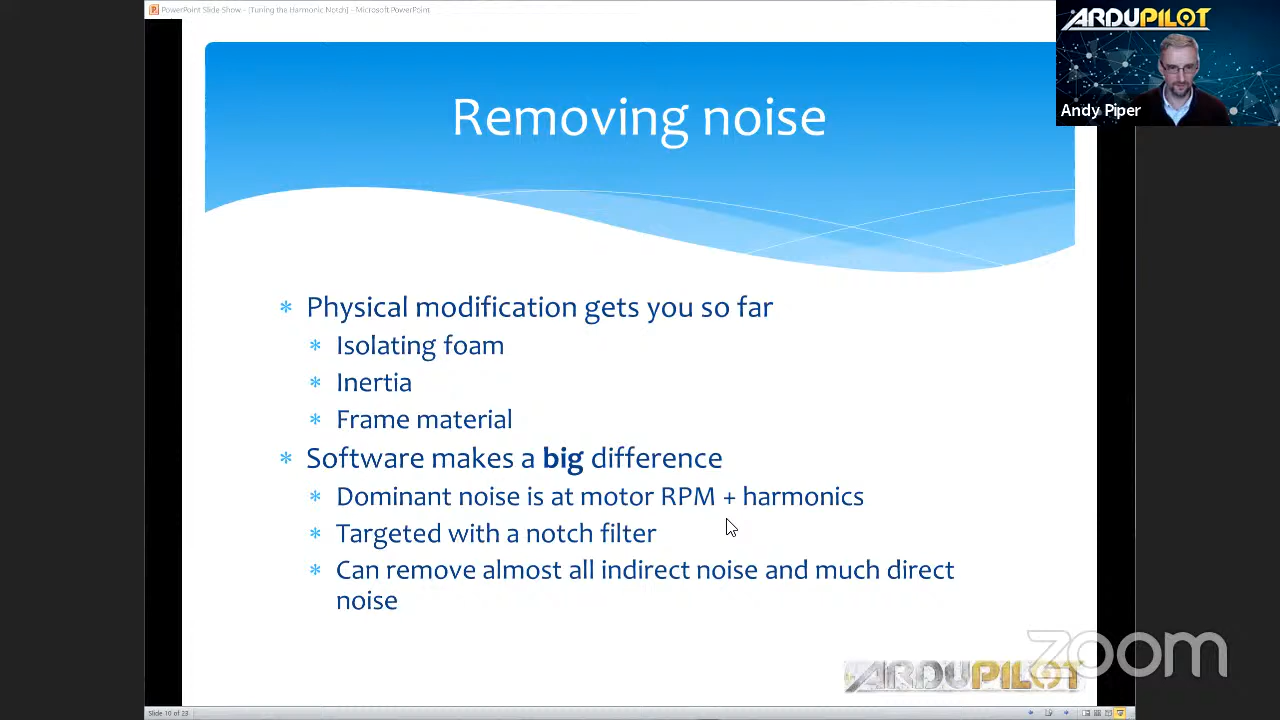 PowerPoint Slide Show - [Tuning the Harmonic Notch] - Microsoft PowerPoint
ARDUPILOT
Andy Piper
Removing noise
* Physical modification gets you so far
* Isolating foam
* Inertia
* Frame material
* Software makes a big difference
* Dominant noise is at motor RPM + harmonics
* Targeted with a notch filter
* Can remove almost all indirect noise and much direct
noise
zoom
ARDUPILOT
Slide 10 of 23